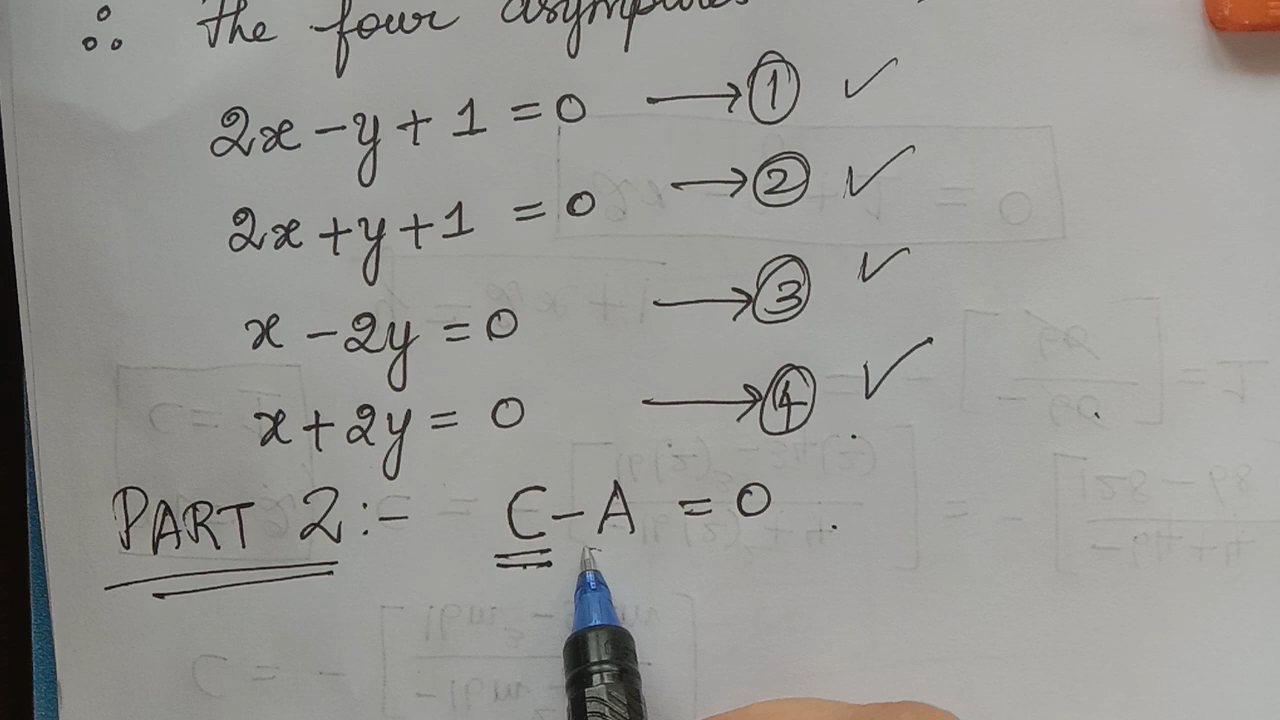 ∴ the four asymptotes
2x - y + 1 = 0 → ① ✓
2x + y + 1 = 0 → ② ✓
x - 2y = 0 → ③ ✓
x + 2y = 0 → ④ ✓
PART 2:- C - A = 0